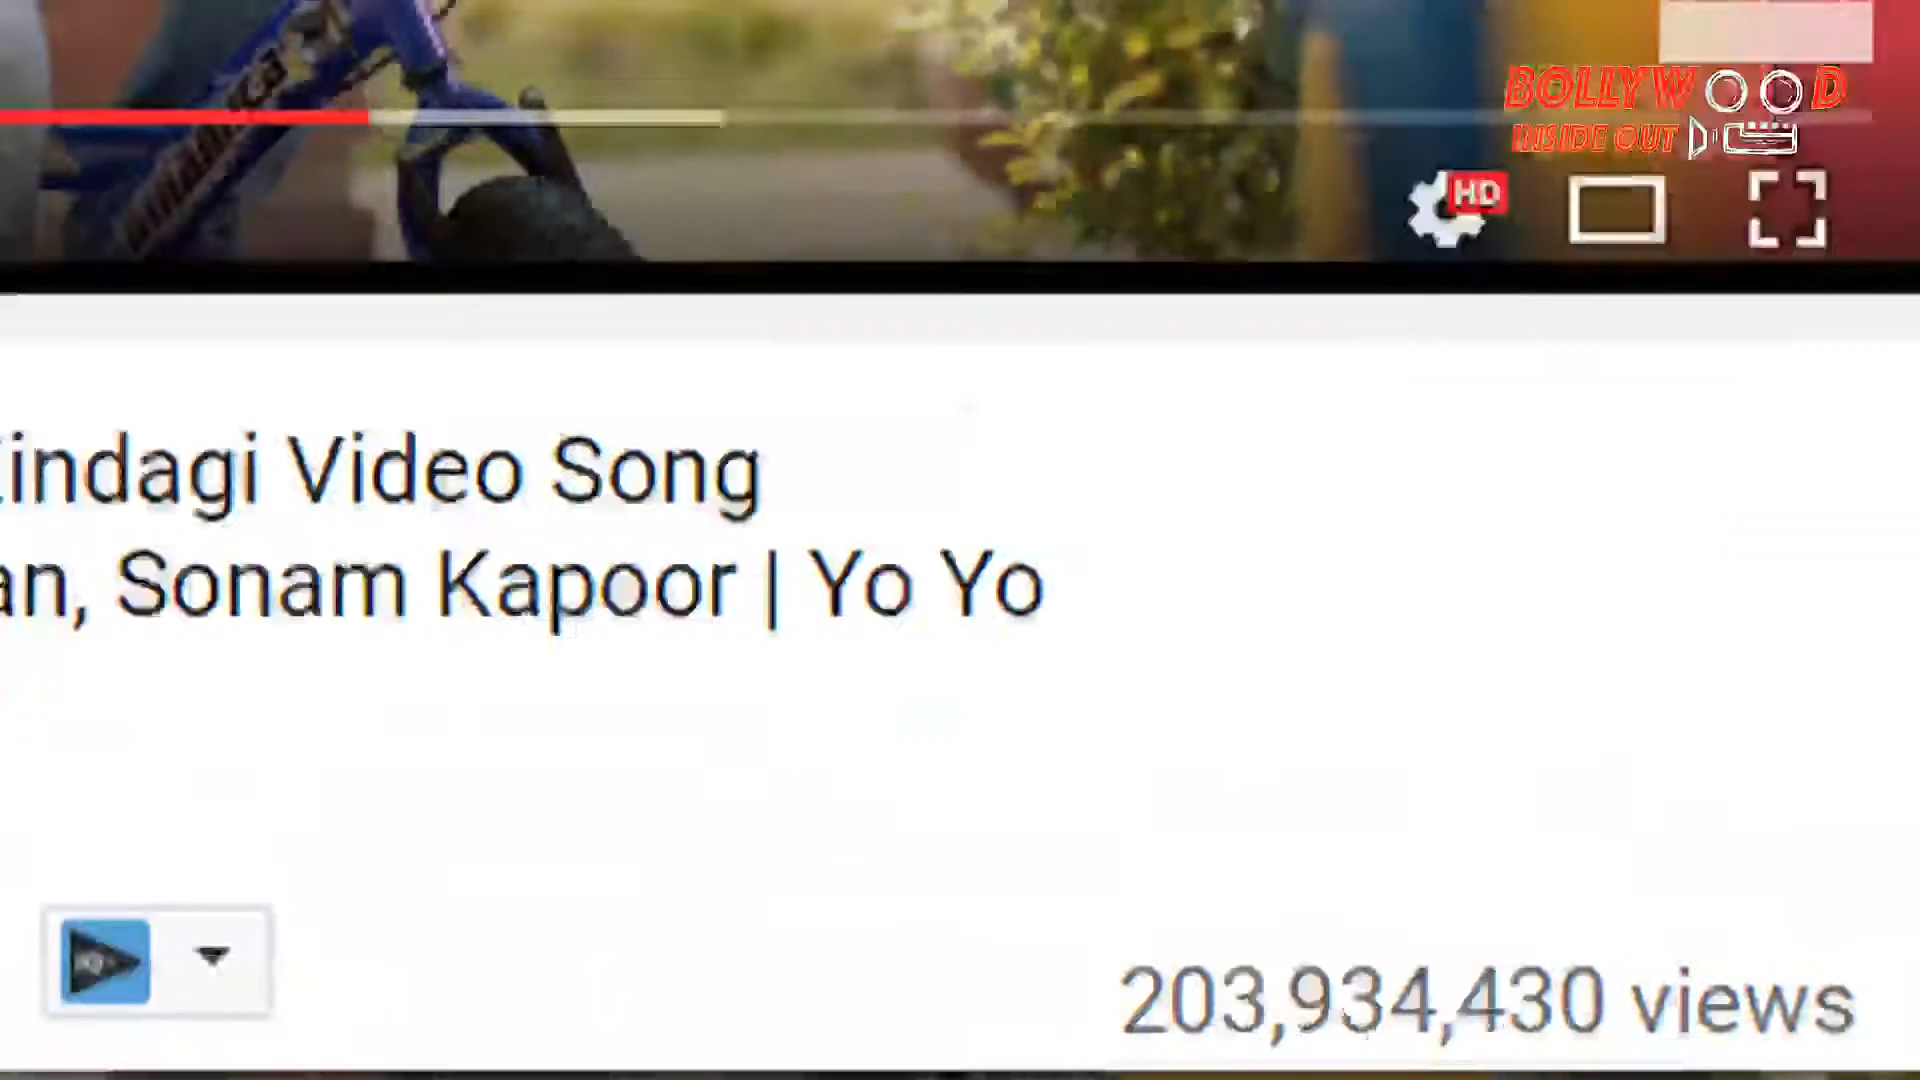 BOLLYWOOD
INSIDE OUT
HD
indagi Video Song
an, Sonam Kapoor | Yo Yo
203,934,430 views